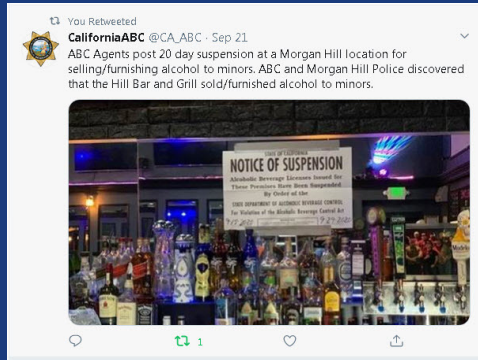 You Retweeted
CaliforniaABC @CA_ABC · Sep 21
ABC Agents post 20 day suspension at a Morgan Hill location for
selling/furnishing alcohol to minors. ABC and Morgan Hill Police discovered
that the Hill Bar and Grill sold/furnished alcohol to minors.
STATE OF CALIFORNIA
NOTICE OF SUSPENSION
Alcoholic Beverage Licenses Issued for
These Premises Have Been Suspended
By Order of the
STATE DEPARTMENT OF ALCOHOLIC BEVERAGE CONTROL
For Violation of the Alcoholic Beverage Control Act
1